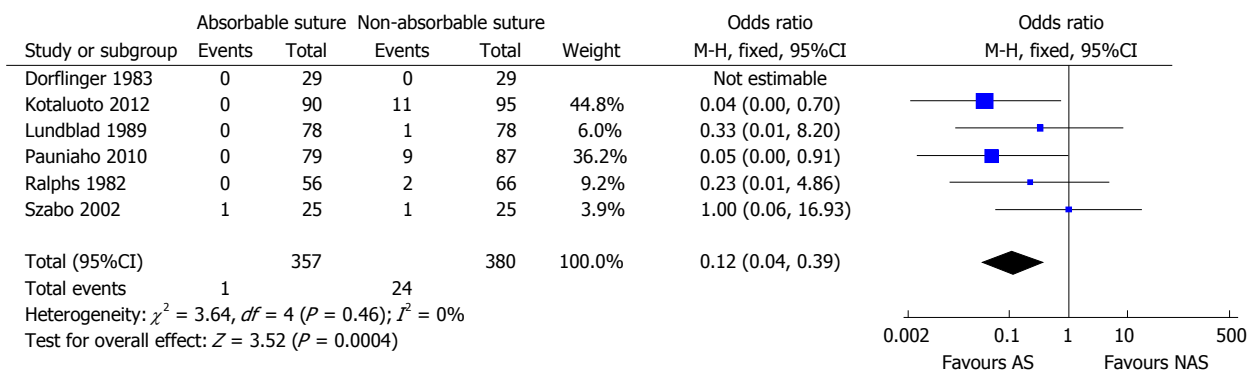 Absorbable suture Non-absorbable suture Odds ratio Odds ratio
Study or subgroup Events Total Events Total Weight M-H, fixed, 95%CI M-H, fixed, 95%CI
Dorflinger 1983 0 29 0 29 Not estimable
Kotaluoto 2012 0 90 11 95 44.8% 0.04 (0.00, 0.70)
Lundblad 1989 0 78 1 78 6.0% 0.33 (0.01, 8.20)
Pauniaho 2010 0 79 9 87 36.2% 0.05 (0.00, 0.91)
Ralphs 1982 0 56 2 66 9.2% 0.23 (0.01, 4.86)
Szabo 2002 1 25 1 25 3.9% 1.00 (0.06, 16.93)
Total (95%CI) 357 380 100.0% 0.12 (0.04, 0.39)
Total events 1 24
Heterogeneity: χ² = 3.64, df = 4 (P = 0.46); I² = 0%
Test for overall effect: Z = 3.52 (P = 0.0004)
0.002 0.1 1 10 500
Favours AS Favours NAS